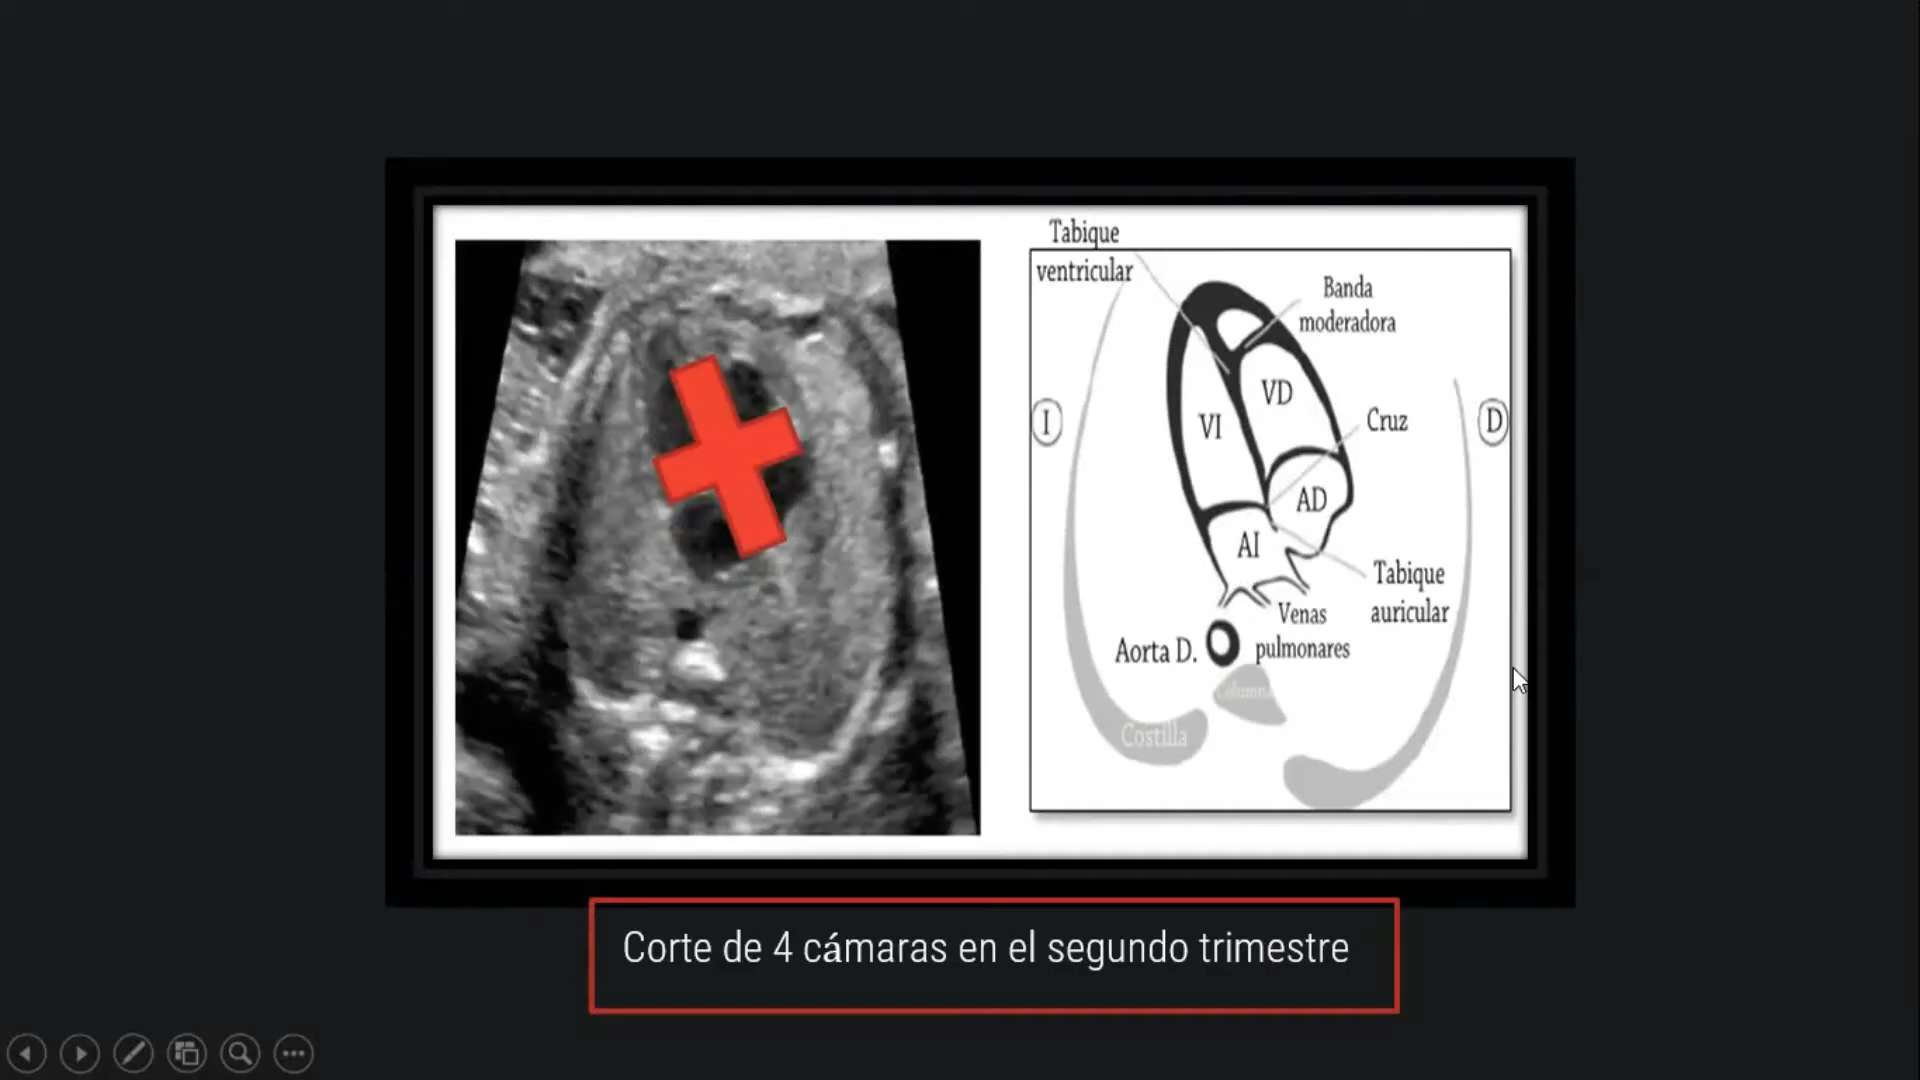 Tabique
ventricular
Banda
moderadora
I
VI
VD
Cruz
D
AD
AI
Tabique
auricular
Venas
pulmonares
Aorta D.
Columna
Costilla
Corte de 4 cámaras en el segundo trimestre